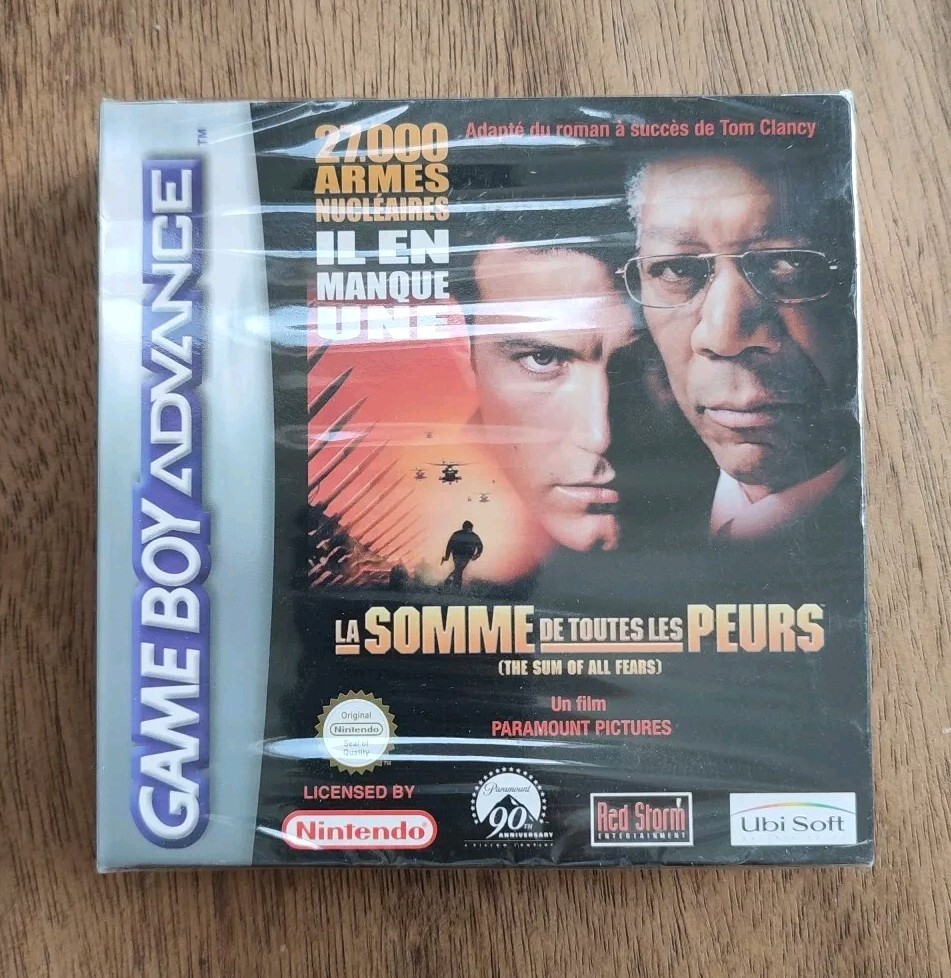 GAME BOY ADVANCE™
27.000
ARMES
NUCLÉAIRES
IL EN
MANQUE
UNE
Adapté du roman à succès de Tom Clancy
LA SOMME DE TOUTES LES PEURS
(THE SUM OF ALL FEARS)
Un film
PARAMOUNT PICTURES
Original
Nintendo
Seal of
Quality
TM
LICENSED BY
Nintendo®
Paramount
90TH
ANNIVERSARY
Red Storm
ENTERTAINMENT
Ubi Soft